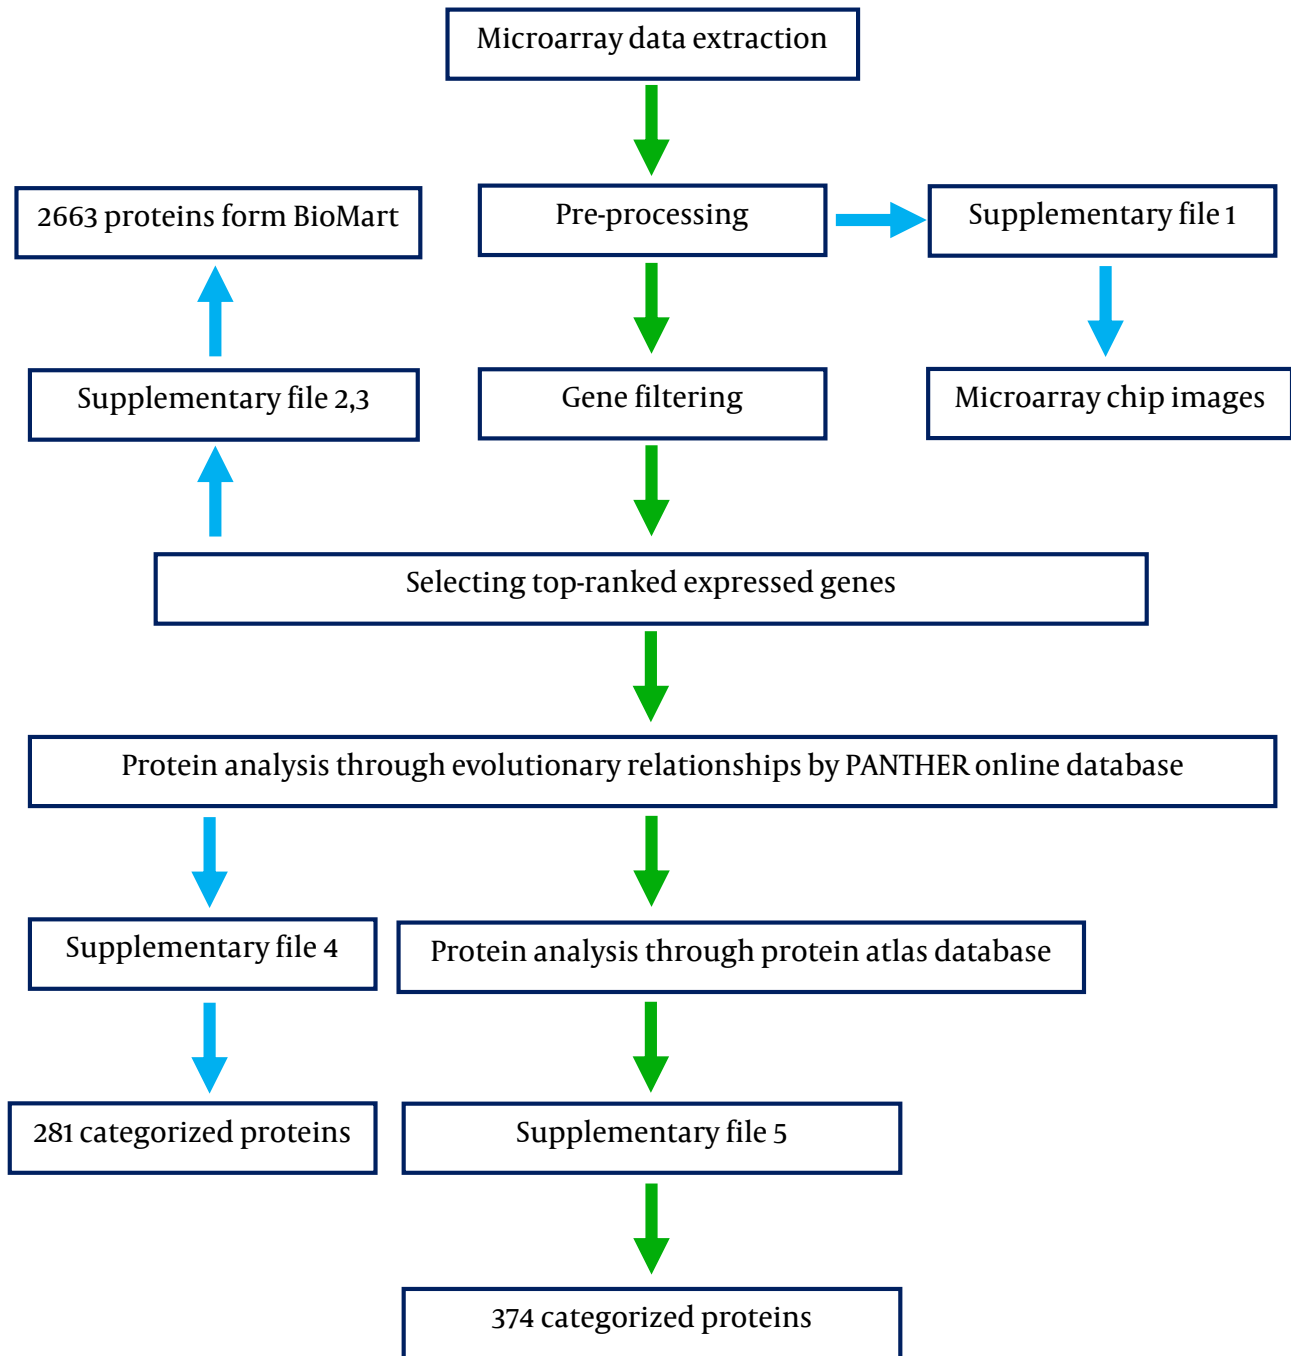 Microarray data extraction
2663 proteins form BioMart
Pre-processing
Supplementary file 1
Supplementary file 2,3
Gene filtering
Microarray chip images
Selecting top-ranked expressed genes
Protein analysis through evolutionary relationships by PANTHER online database
Supplementary file 4
Protein analysis through protein atlas database
281 categorized proteins
Supplementary file 5
374 categorized proteins